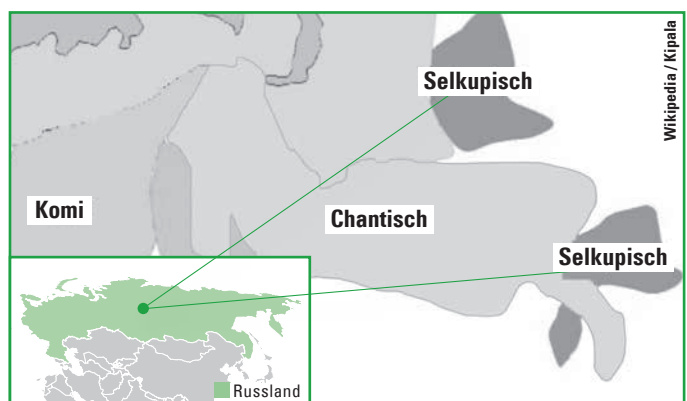 Selkupisch
Wikipedia / Kipala
Komi
Chantisch
Selkupisch
Russland